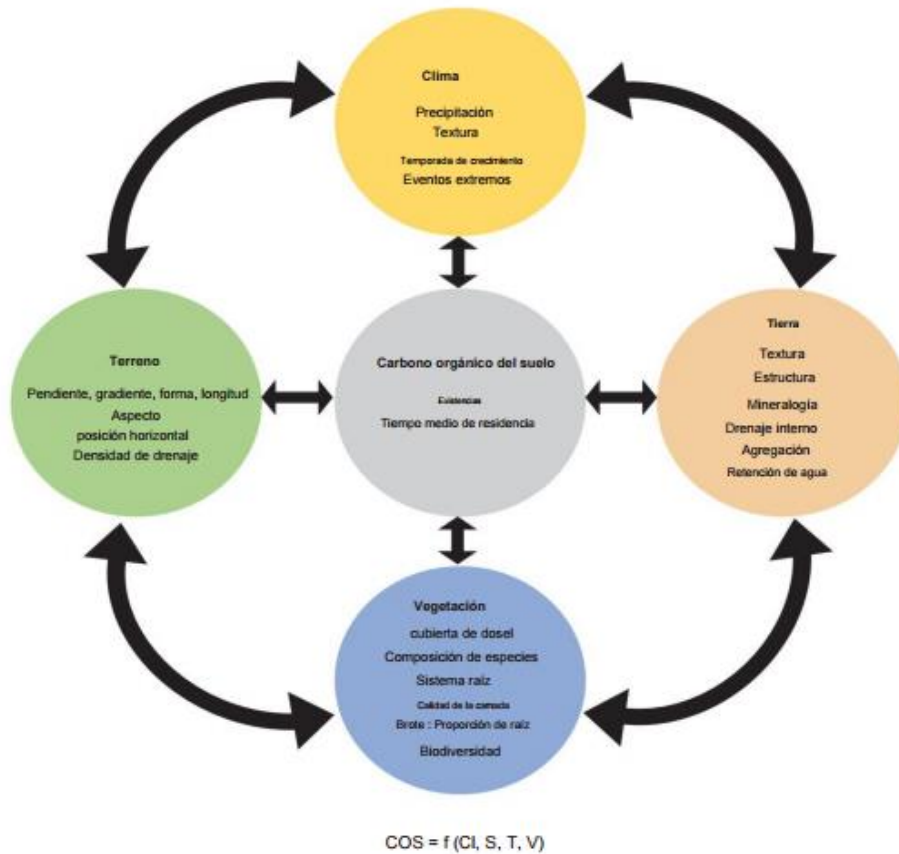 Clima
Precipitación
Textura
Temporada de crecimiento
Eventos extremos
Terreno
Pendiente, gradiente, forma, longitud
Aspecto
posición horizontal
Densidad de drenaje
Carbono orgánico del suelo
Existencias
Tiempo medio de residencia
Tierra
Textura
Estructura
Mineralogía
Drenaje interno
Agregación
Retención de agua
Vegetación
cubierta de dosel
Composición de especies
Sistema raíz
Calidad de la camada
Brote : Proporción de raíz
Biodiversidad
COS = f (Cl, S, T, V)